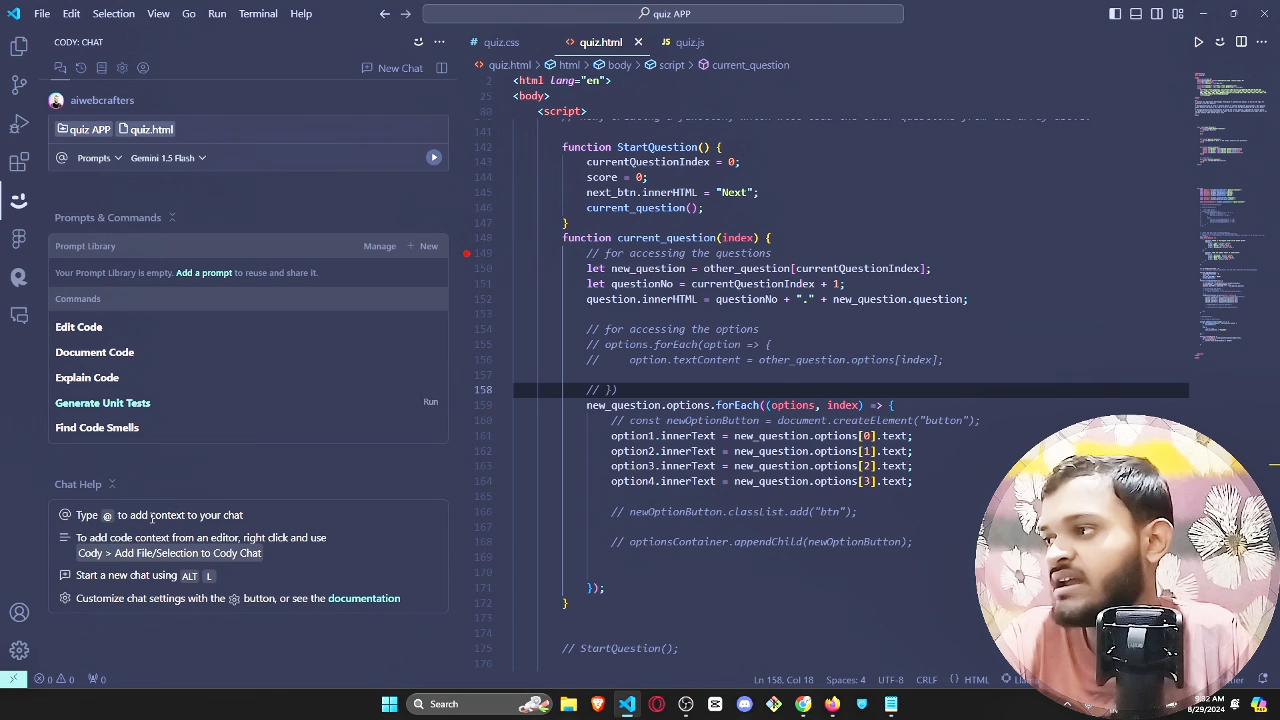 File Edit Selection View Go Run Terminal Help
quiz APP
CODY: CHAT
New Chat
aiwebcrafters
quiz APP quiz.html
@ Prompts Gemini 1.5 Flash
Prompts & Commands
Prompt Library Manage + New
Your Prompt Library is empty. Add a prompt to reuse and share it.
Commands
Edit Code
Document Code
Explain Code
Generate Unit Tests Run
Find Code Smells
Chat Help
Type @ to add context to your chat
To add code context from an editor, right click and use
Cody > Add File/Selection to Cody Chat
Start a new chat using ALT L
Customize chat settings with the button, or see the documentation
quiz.css quiz.html JS quiz.js
quiz.html > html > body > script > current_question
2 <html lang="en">
25 <body>
<script>
141
142 function StartQuestion() {
143 currentQuestionIndex = 0;
144 score = 0;
145 next_btn.innerHTML = "Next";
146 current_question();
147 }
148 function current_question(index) {
149 // for accessing the questions
150 let new_question = other_question[currentQuestionIndex];
151 let questionNo = currentQuestionIndex + 1;
152 question.innerHTML = questionNo + "." + new_question.question;
153
154 // for accessing the options
155 // options.forEach(option => {
156 // option.textContent = other_question.options[index];
157
158 // })
159 new_question.options.forEach((options, index) => {
160 // const newOptionButton = document.createElement("button");
161 option1.innerText = new_question.options[0].text;
162 option2.innerText = new_question.options[1].text;
163 option3.innerText = new_question.options[2].text;
164 option4.innerText = new_question.options[3].text;
165
166 // newOptionButton.classList.add("btn");
167
168 // optionsContainer.appendChild(newOptionButton);
169
170
171 });
172 }
173
174
175 // StartQuestion();
176
0 0 0 Ln 158, Col 18 Spaces: 4 UTF-8 CRLF {} HTML
Search
9:32 AM
8/29/2024